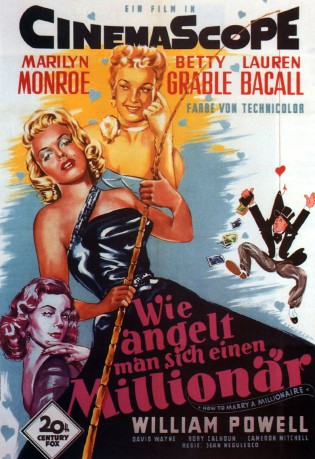 EIN FILM IN
CINEMASCOPE
MARILYN MONROE
BETTY GRABLE
LAUREN BACALL
FARBE VON TECHNICOLOR
Wie
angelt
man sich einen
Millionär
"HOW TO MARRY A MILLIONAIRE"
WILLIAM POWELL
DAVID WAYNE RORY CALHOUN CAMERON MITCHELL
REGIE: JEAN NEGULESCO
20th
CENTURY
FOX